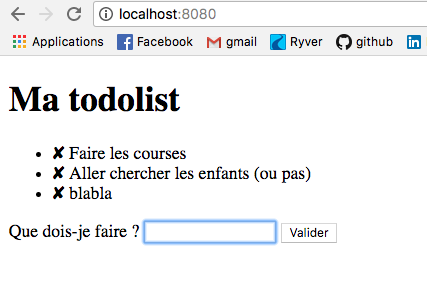 localhost:8080
Applications Facebook gmail Ryver github
Ma todolist
✘ Faire les courses
✘ Aller chercher les enfants (ou pas)
✘ blabla
Que dois-je faire ? Valider